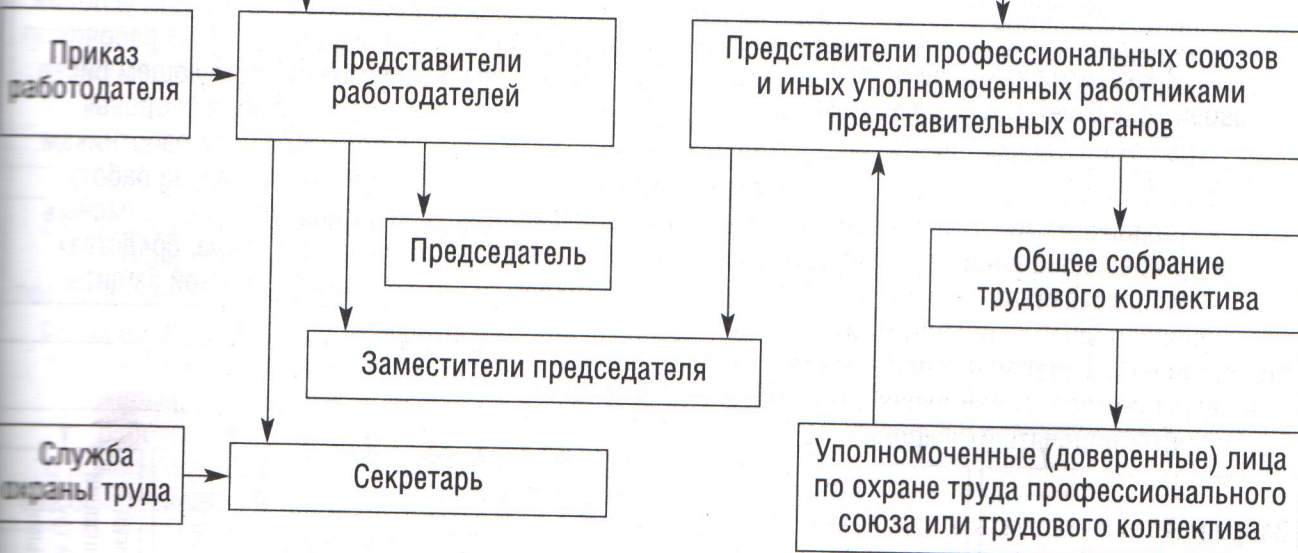 Приказ
работодателя
Представители
работодателей
Представители профессиональных союзов
и иных уполномоченных работниками
представительных органов
Председатель
Общее собрание
трудового коллектива
Заместители председателя
Служба
охраны труда
Секретарь
Уполномоченные (доверенные) лица
по охране труда профессионального
союза или трудового коллектива